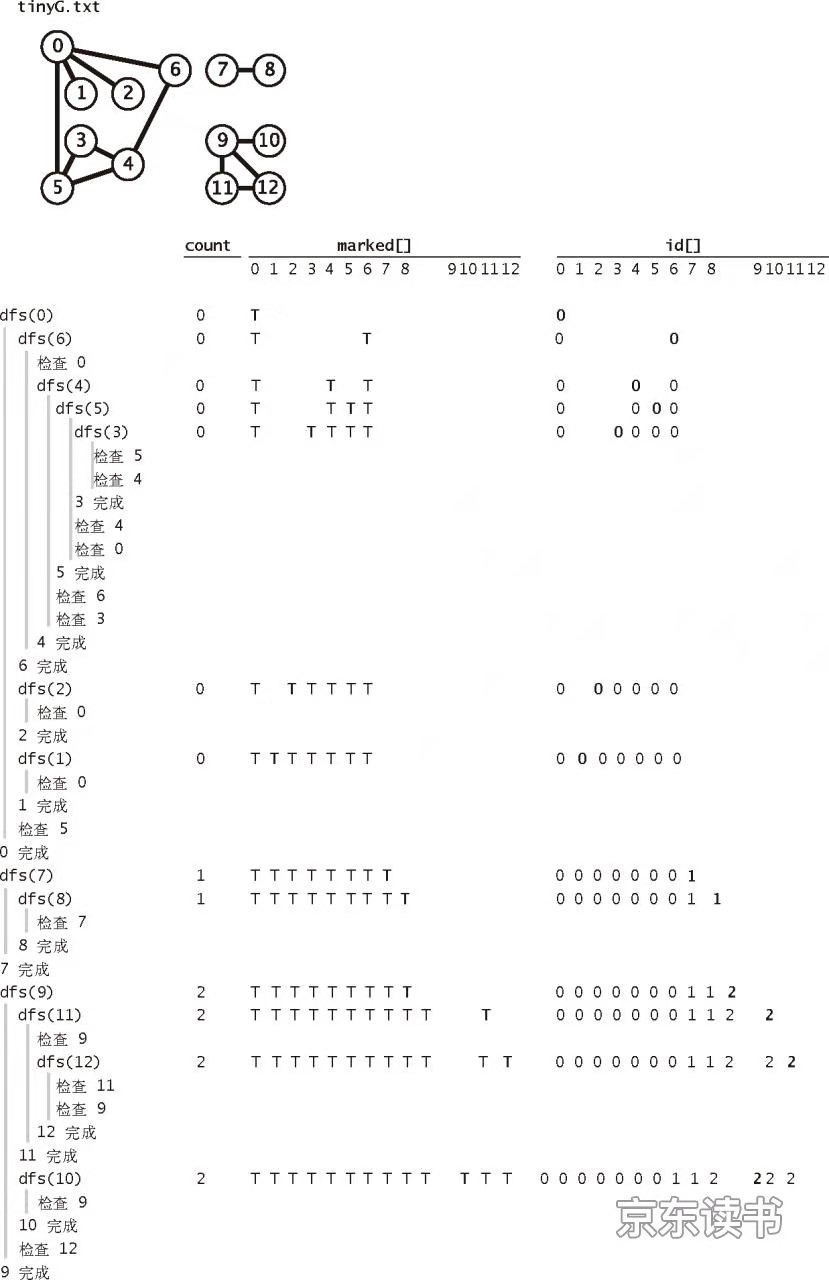 tinyG.txt
0 6 7 8
1 2
3 9 10
4
5 11 12
count marked[] id[]
0 1 2 3 4 5 6 7 8 9 10 11 12 0 1 2 3 4 5 6 7 8 9 10 11 12
dfs(0) 0 T 0
dfs(6) 0 T T 0 0
检查 0
dfs(4) 0 T T T 0 0 0
dfs(5) 0 T T T T 0 0 0 0
dfs(3) 0 T T T T T 0 0 0 0 0
检查 5
检查 4
3 完成
检查 4
检查 0
5 完成
检查 6
检查 3
4 完成
6 完成
dfs(2) 0 T T T T T T 0 0 0 0 0 0
检查 0
2 完成
dfs(1) 0 T T T T T T T 0 0 0 0 0 0 0
检查 0
1 完成
检查 5
0 完成
dfs(7) 1 T T T T T T T T 0 0 0 0 0 0 0 1
dfs(8) 1 T T T T T T T T T 0 0 0 0 0 0 0 1 1
检查 7
8 完成
7 完成
dfs(9) 2 T T T T T T T T T 0 0 0 0 0 0 0 1 1 2
dfs(11) 2 T T T T T T T T T T T 0 0 0 0 0 0 0 1 1 2 2
检查 9
dfs(12) 2 T T T T T T T T T T T T 0 0 0 0 0 0 0 1 1 2 2 2
检查 11
检查 9
12 完成
11 完成
dfs(10) 2 T T T T T T T T T T T T T 0 0 0 0 0 0 0 1 1 2 2 2 2
检查 9
10 完成
检查 12
9 完成
京东读书